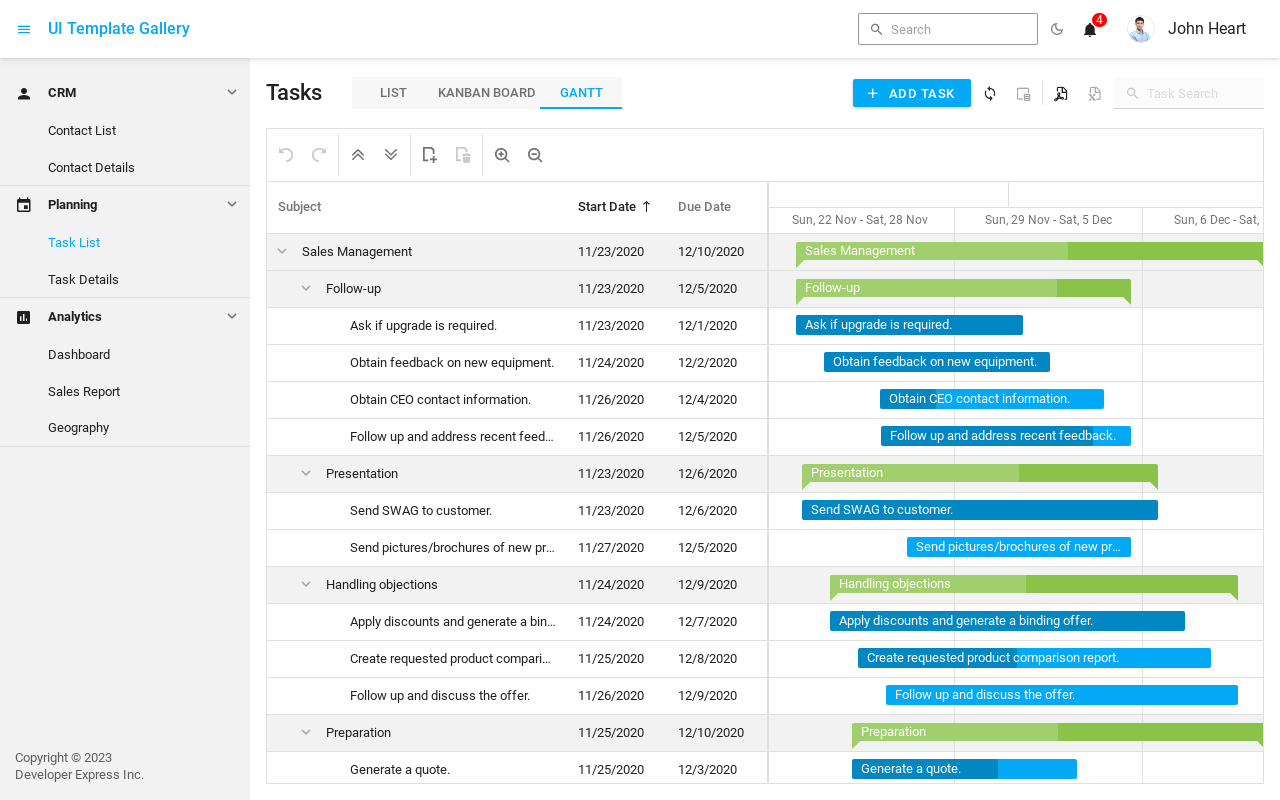 UI Template Gallery
Search
4
John Heart
CRM
Contact List
Contact Details
Planning
Task List
Task Details
Analytics
Dashboard
Sales Report
Geography
Copyright © 2023
Developer Express Inc.
Tasks
LIST
KANBAN BOARD
GANTT
ADD TASK
Task Search
Subject
Start Date
Due Date
Sun, 22 Nov - Sat, 28 Nov
Sun, 29 Nov - Sat, 5 Dec
Sun, 6 Dec - Sat,
Sales Management 11/23/2020 12/10/2020 Sales Management
Follow-up 11/23/2020 12/5/2020 Follow-up
Ask if upgrade is required. 11/23/2020 12/1/2020 Ask if upgrade is required.
Obtain feedback on new equipment. 11/24/2020 12/2/2020 Obtain feedback on new equipment.
Obtain CEO contact information. 11/26/2020 12/4/2020 Obtain CEO contact information.
Follow up and address recent feed... 11/26/2020 12/5/2020 Follow up and address recent feedback.
Presentation 11/23/2020 12/6/2020 Presentation
Send SWAG to customer. 11/23/2020 12/6/2020 Send SWAG to customer.
Send pictures/brochures of new pr... 11/27/2020 12/5/2020 Send pictures/brochures of new pr...
Handling objections 11/24/2020 12/9/2020 Handling objections
Apply discounts and generate a bin... 11/24/2020 12/7/2020 Apply discounts and generate a binding offer.
Create requested product compari... 11/25/2020 12/8/2020 Create requested product comparison report.
Follow up and discuss the offer. 11/26/2020 12/9/2020 Follow up and discuss the offer.
Preparation 11/25/2020 12/10/2020 Preparation
Generate a quote. 11/25/2020 12/3/2020 Generate a quote.